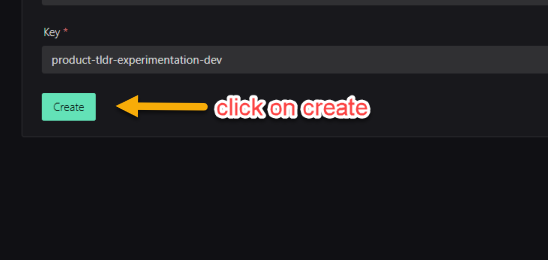 Key *
product-tldr-experimentation-dev
Create
click on create